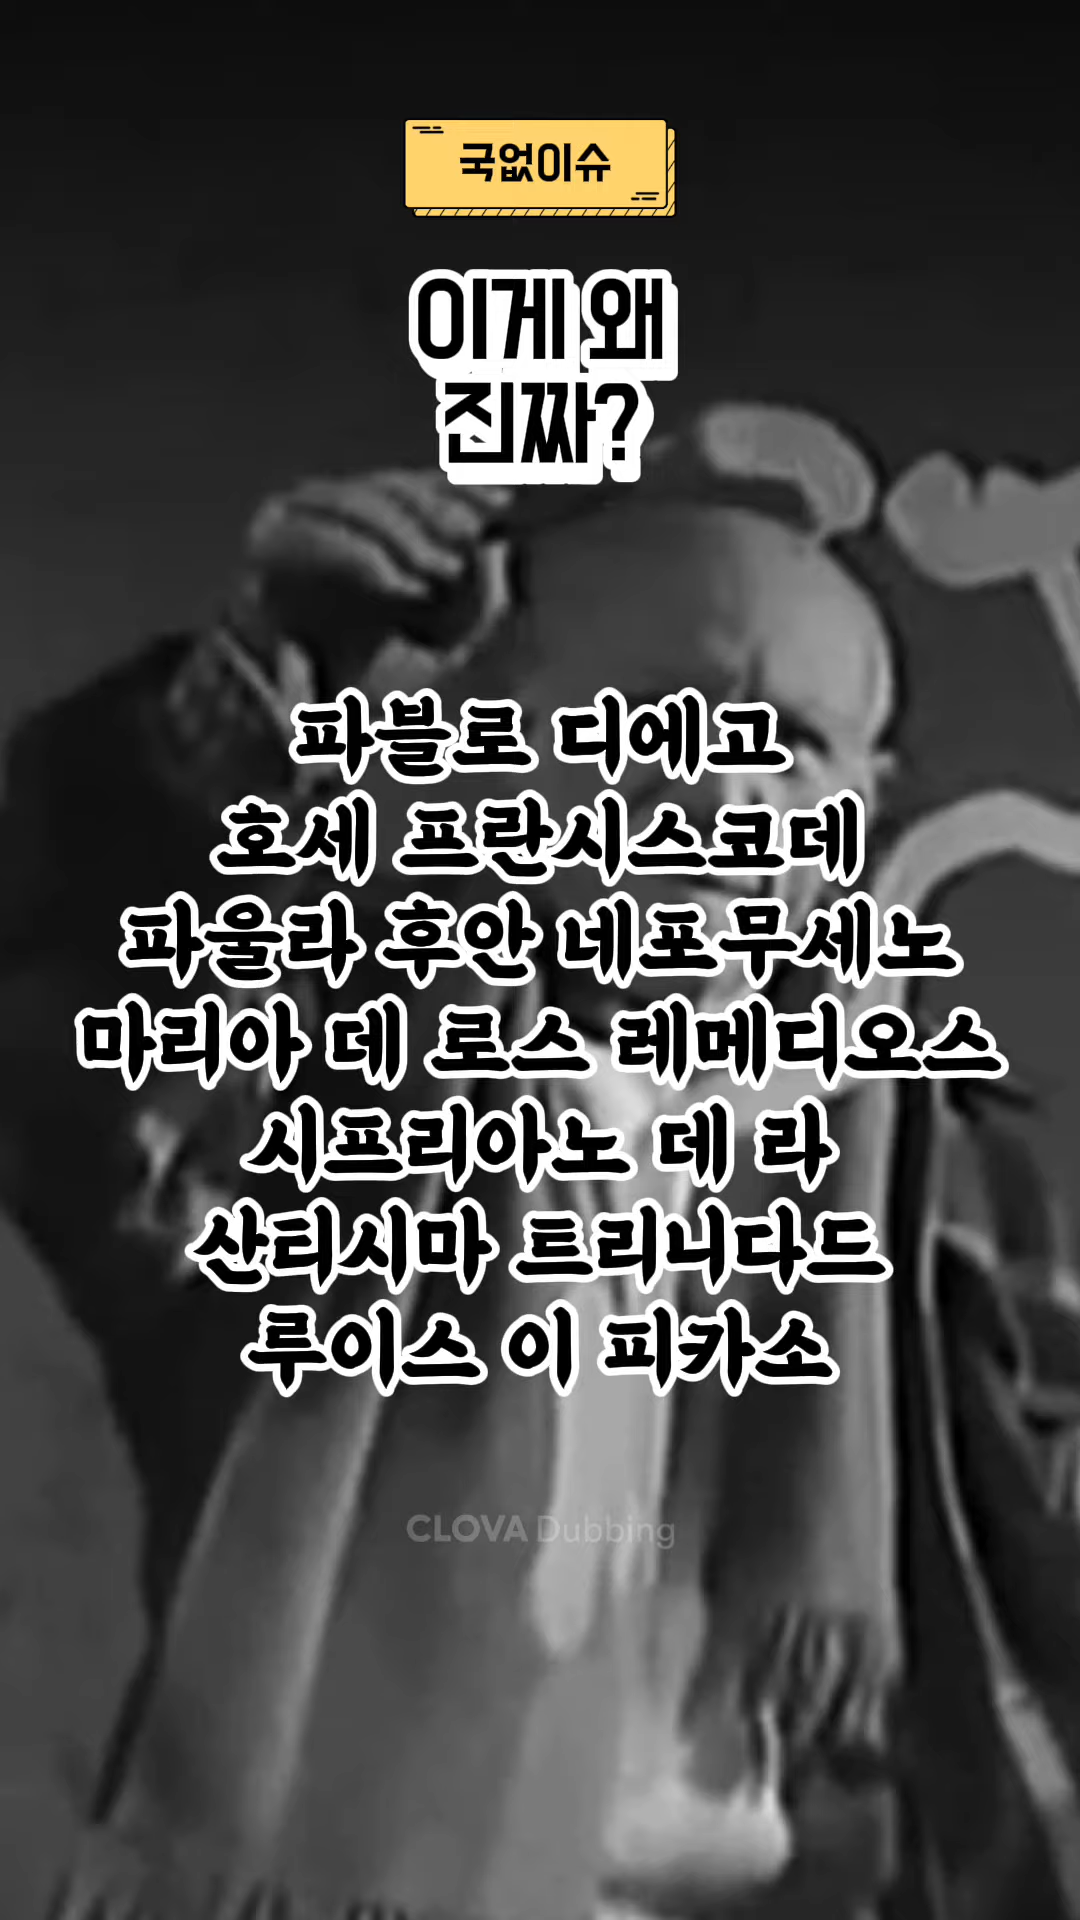 국없이슈
이게 왜
진짜?
파블로 디에고
호세 프란시스코데
파울라 후안 네포무세노
마리아 데 로스 레메디오스
시프리아노 데 라
산티시마 트리니다드
루이스 이 피카소
CLOVA Dubbing